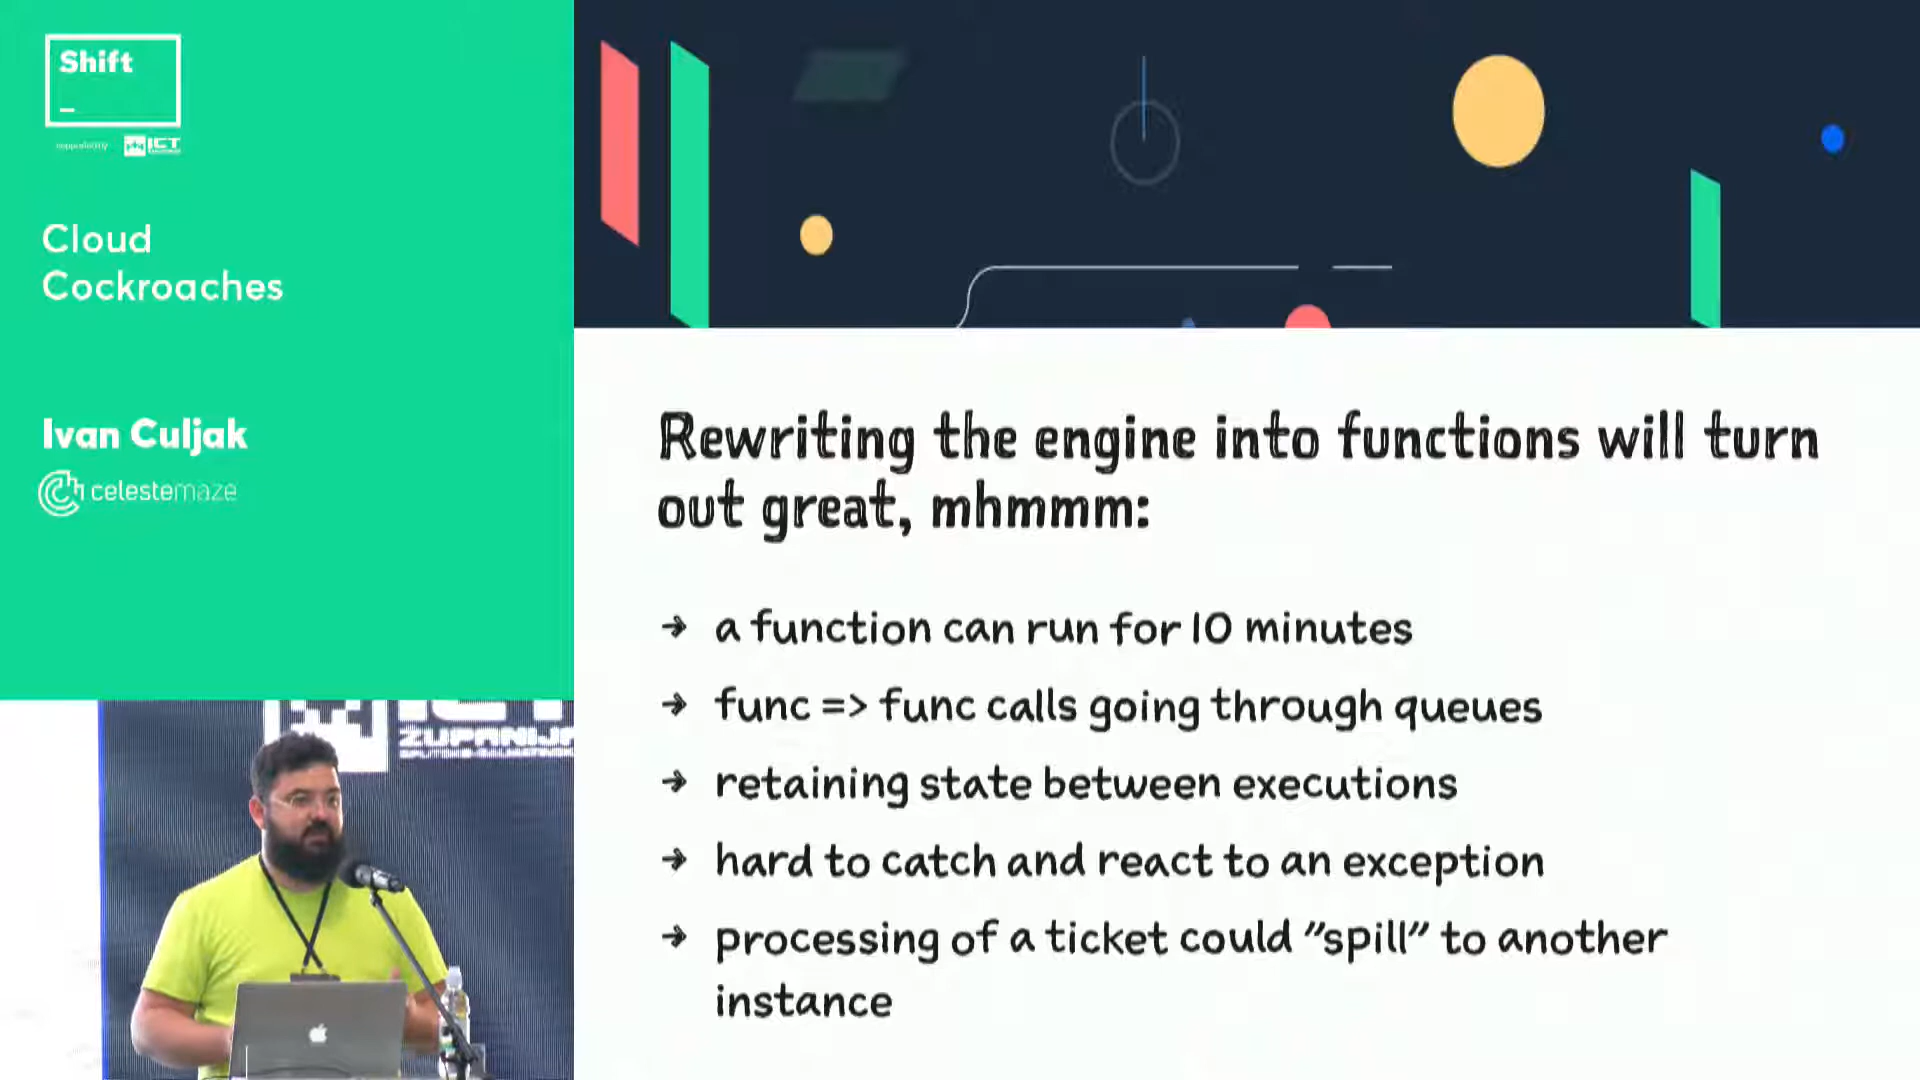 Shift
ICT
Cloud
Cockroaches
Ivan Culjak
celestemaze
Rewriting the engine into functions will turn
out great, mhmmm:
→ a function can run for 10 minutes
→ func => func calls going through queues
→ retaining state between executions
→ hard to catch and react to an exception
→ processing of a ticket could "spill" to another
instance